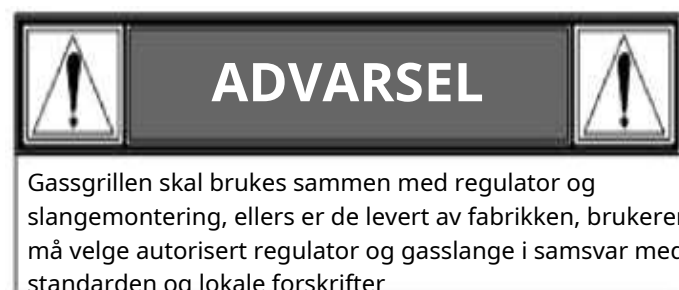 ADVARSEL
Gassgrillen skal brukes sammen med regulator og
slangemontering, ellers er de levert av fabrikken, brukeren
må velge autorisert regulator og gasslange i samsvar med
standarden og lokale forskrifter